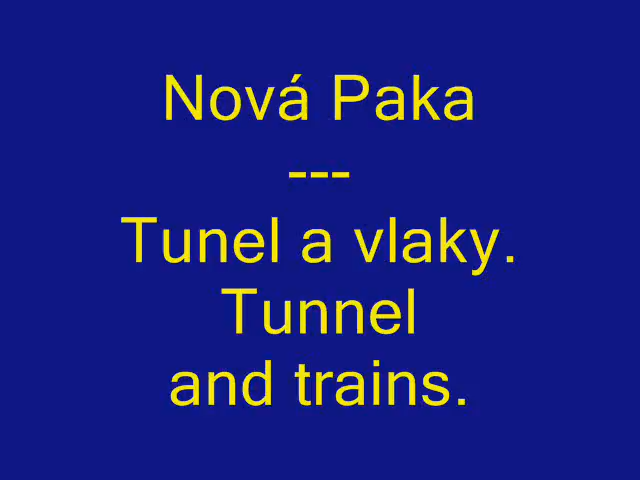 Nová Paka
---
Tunel a vlaky.
Tunnel
and trains.